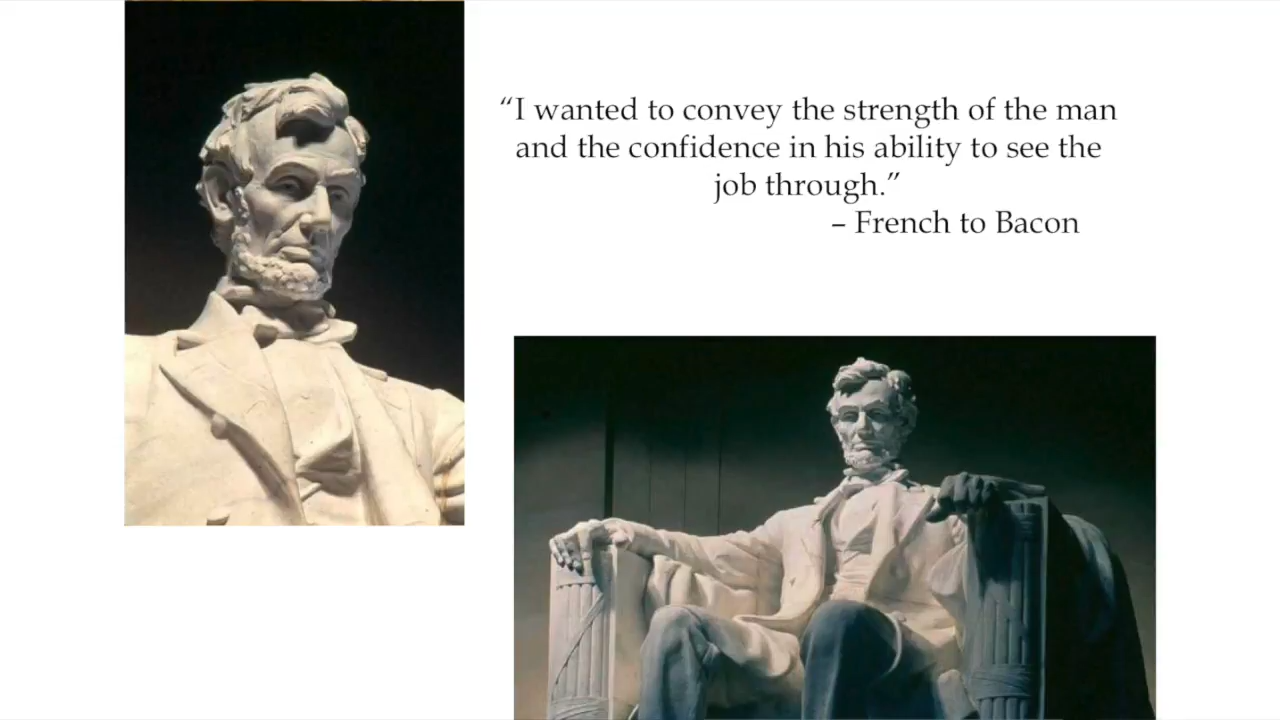 “I wanted to convey the strength of the man
and the confidence in his ability to see the
job through.”
– French to Bacon